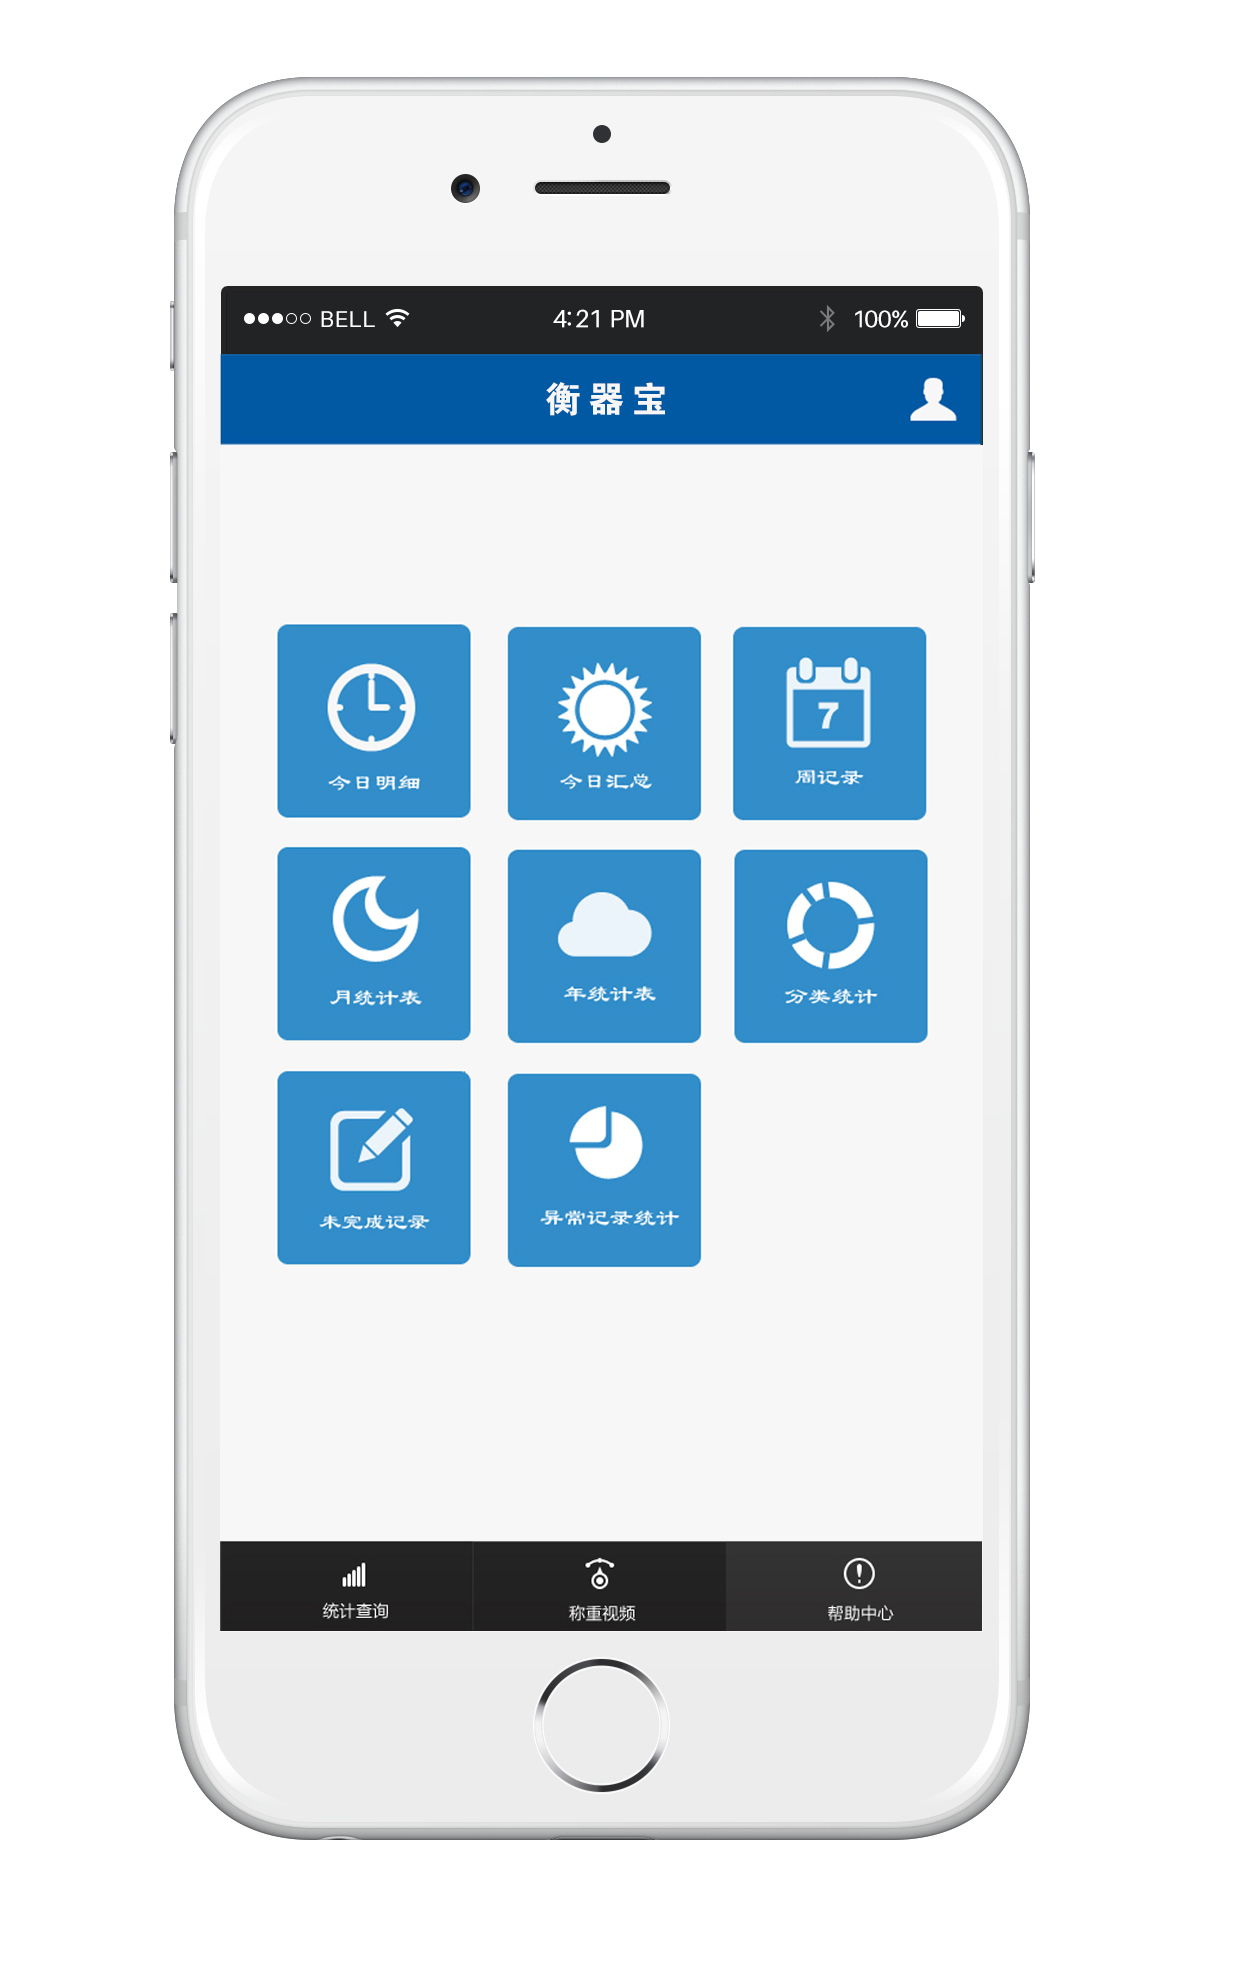 BELL 4:21 PM 100%
衡器宝
今日明细 今日汇总 周记录
7
月统计表 年统计表 分类统计
未完成记录 异常记录统计
统计查询 称重视频 帮助中心